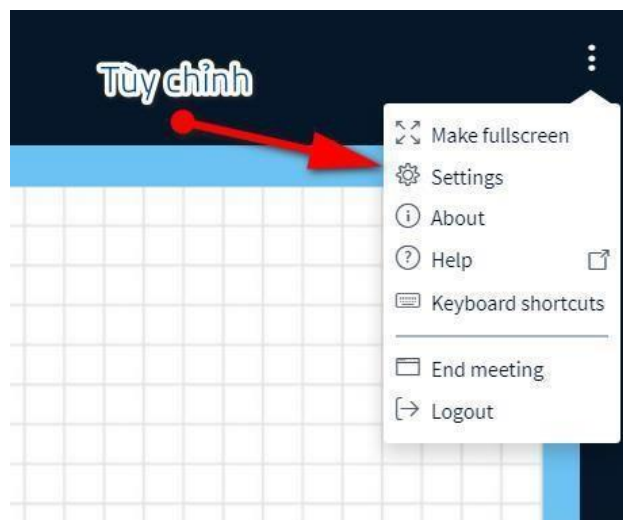 Tùy chỉnh
Make fullscreen
Settings
About
Help
Keyboard shortcuts
End meeting
Logout